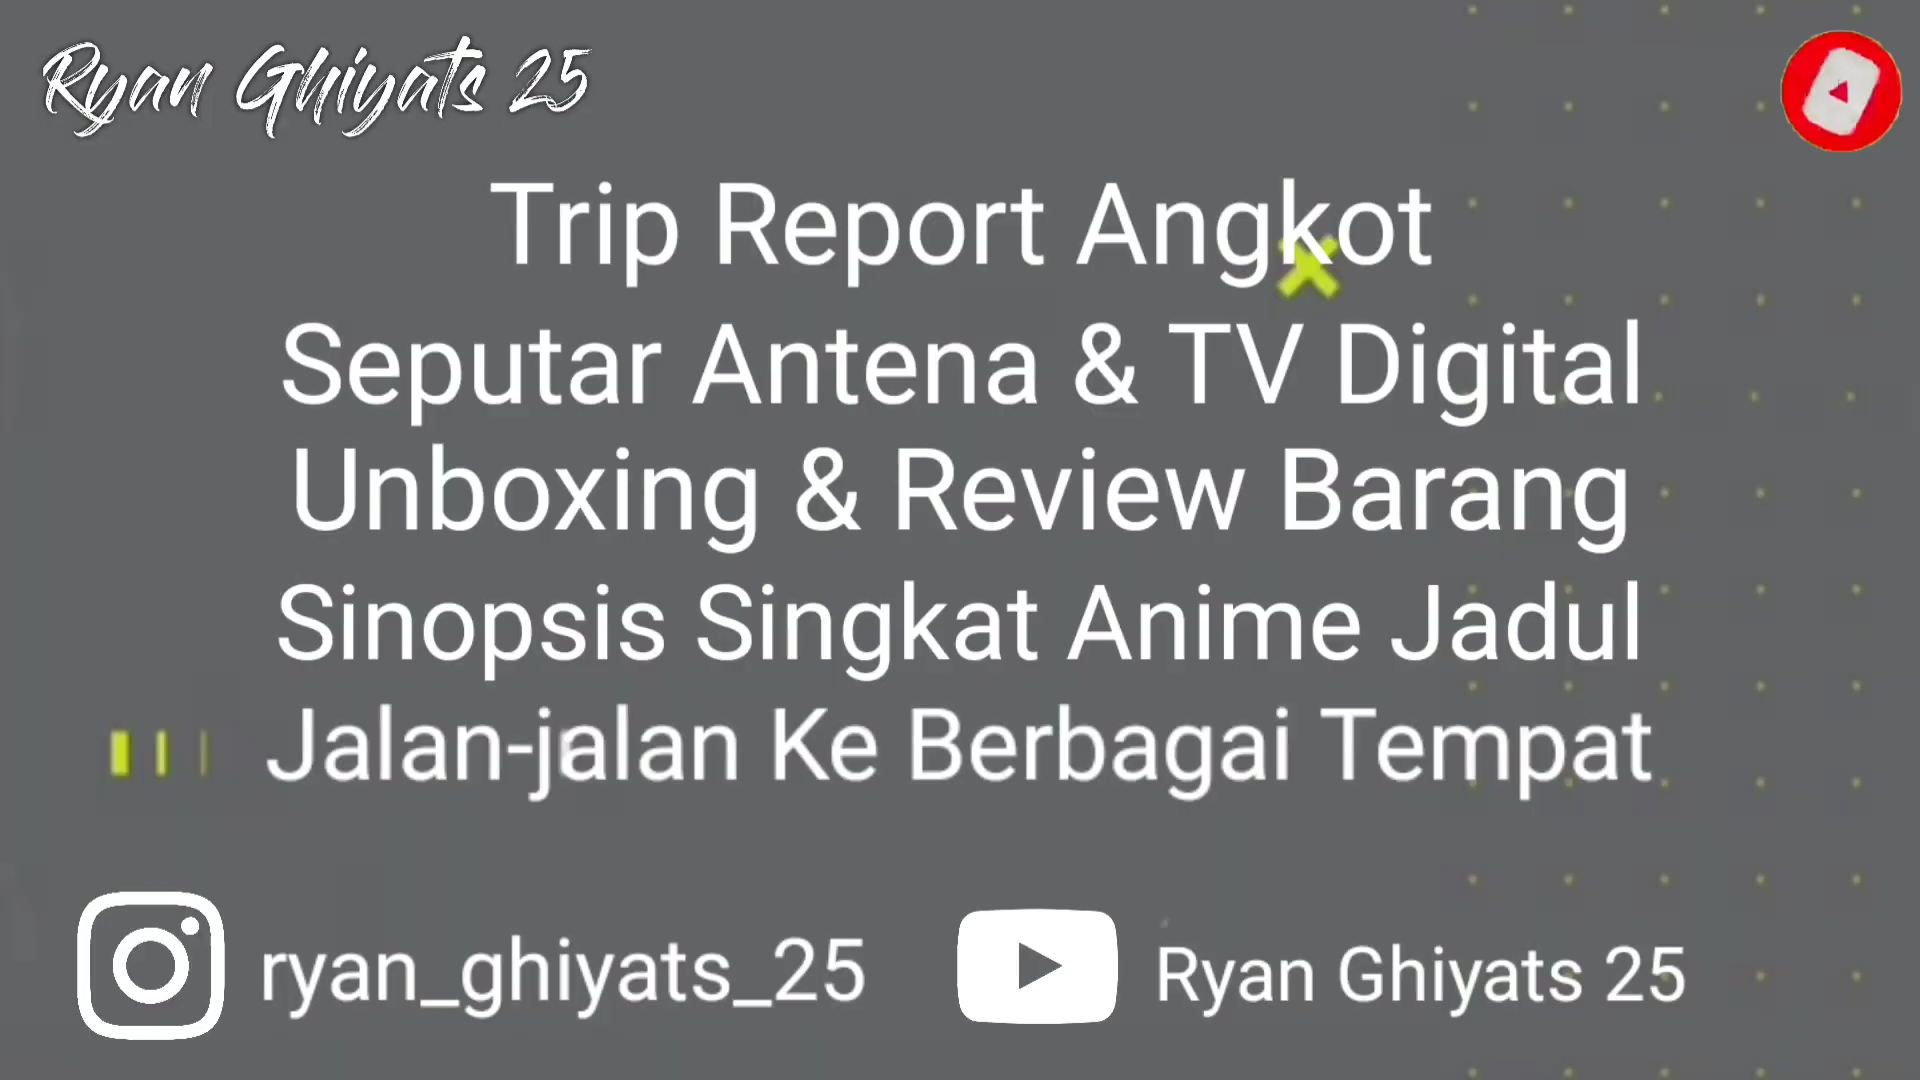 Ryan Ghiyats 25
Trip Report Angkot
Seputar Antena & TV Digital
Unboxing & Review Barang
Sinopsis Singkat Anime Jadul
Jalan-jalan Ke Berbagai Tempat
ryan_ghiyats_25
Ryan Ghiyats 25